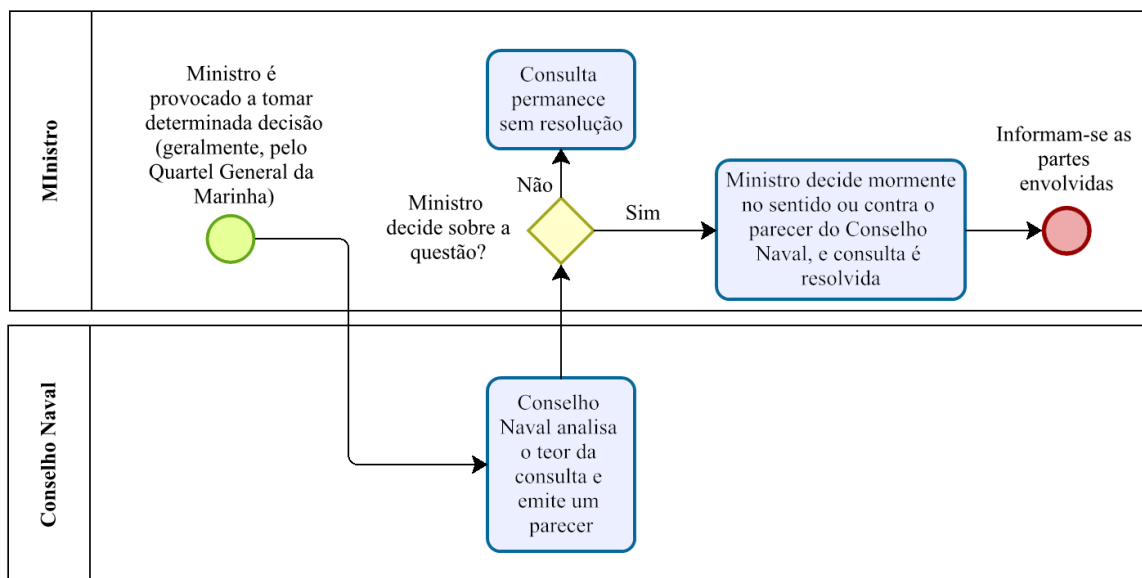 MInistro
Ministro é
provocado a tomar
determinada decisão
(geralmente, pelo
Quartel General da
Marinha)
Consulta
permanece
sem resolução
Não
Ministro
decide sobre a
questão?
Sim
Ministro decide mormente
no sentido ou contra o
parecer do Conselho
Naval, e consulta é
resolvida
Informam-se as
partes
envolvidas
Conselho Naval
Conselho
Naval analisa
o teor da
consulta e
emite um
parecer